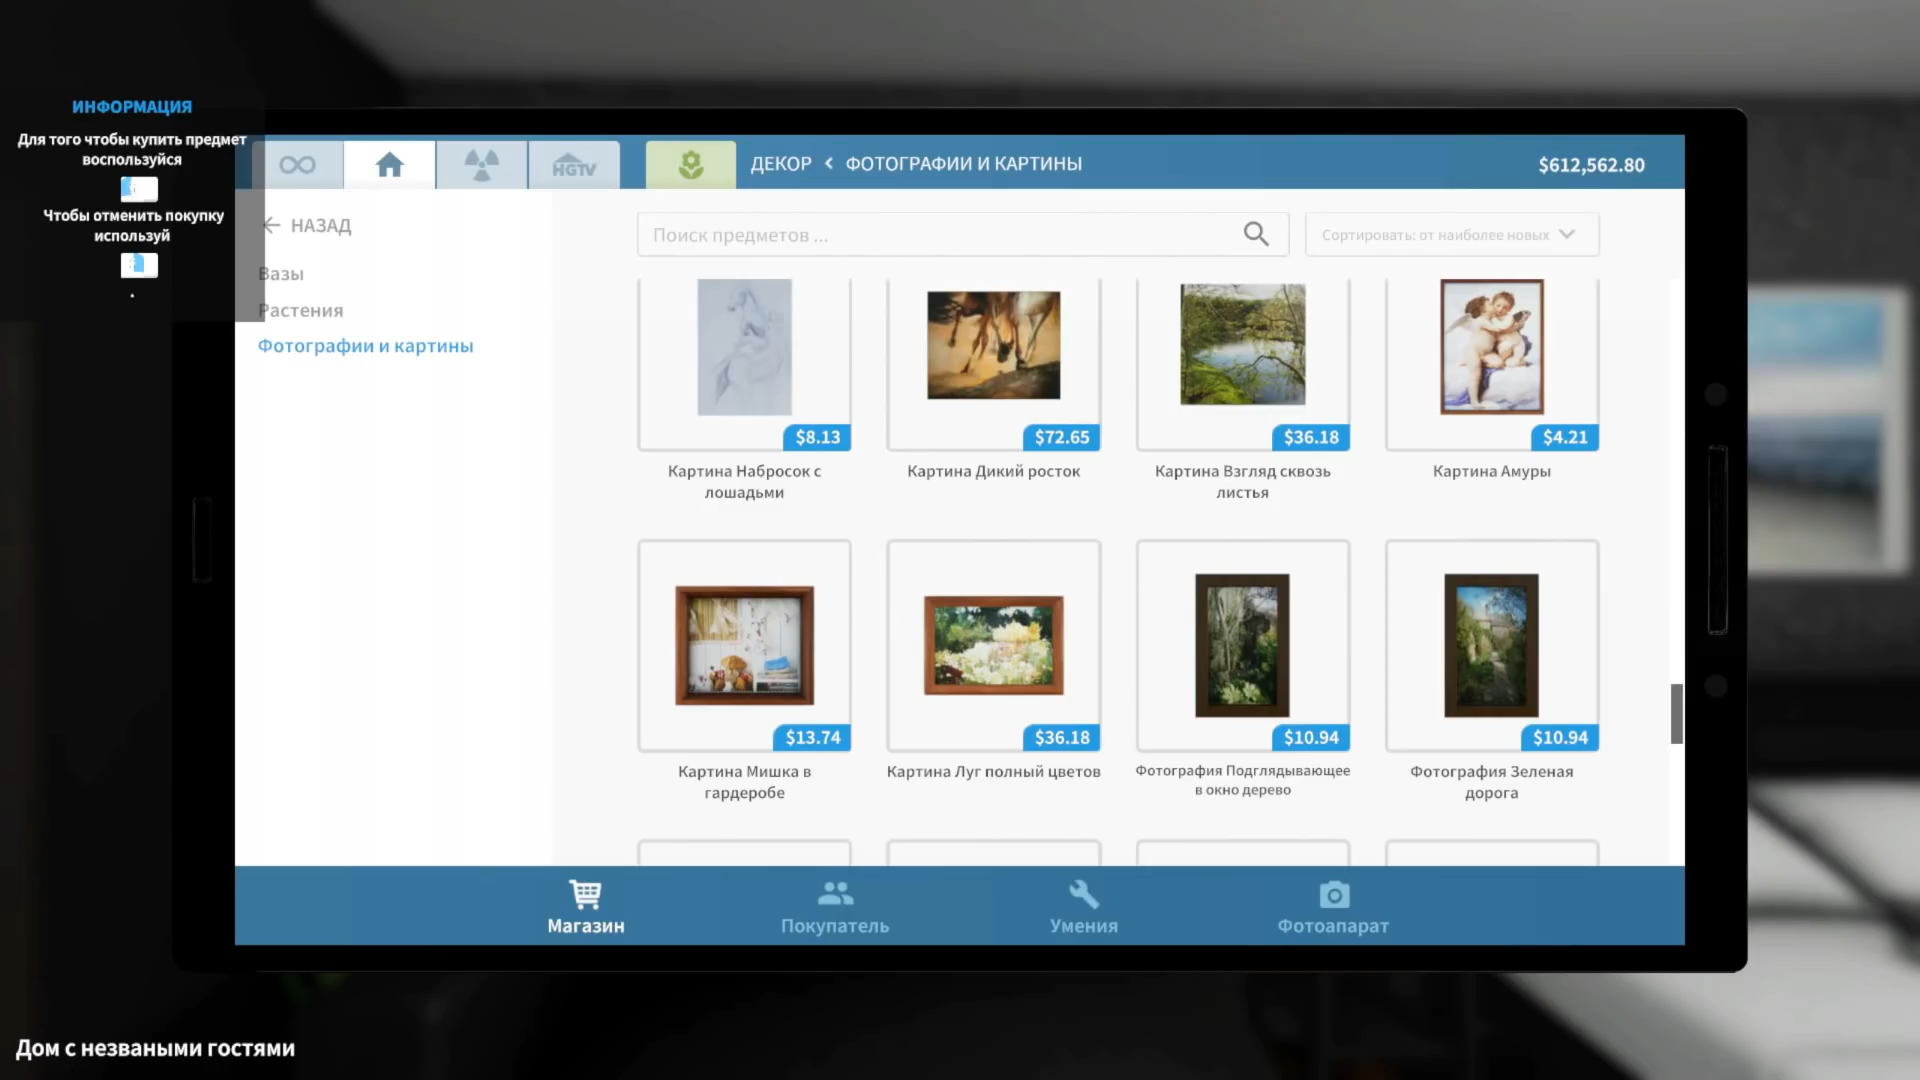 ИНФОРМАЦИЯ
Для того чтобы купить предмет
воспользуйся
Чтобы отменить покупку
используй
.
HGTV
ДЕКОР < ФОТОГРАФИИ И КАРТИНЫ
$612,562.80
НАЗАД
Вазы
Растения
Фотографии и картины
Поиск предметов ...
Сортировать: от наиболее новых
$8.13
$72.65
$36.18
$4.21
Картина Набросок с
лошадьми
Картина Дикий росток
Картина Взгляд сквозь
листья
Картина Амуры
$13.74
$36.18
$10.94
$10.94
Картина Мишка в
гардеробе
Картина Луг полный цветов
Фотография Подглядывающее
в окно дерево
Фотография Зеленая
дорога
Магазин
Покупатель
Умения
Фотоапарат
Дом с незваными гостями